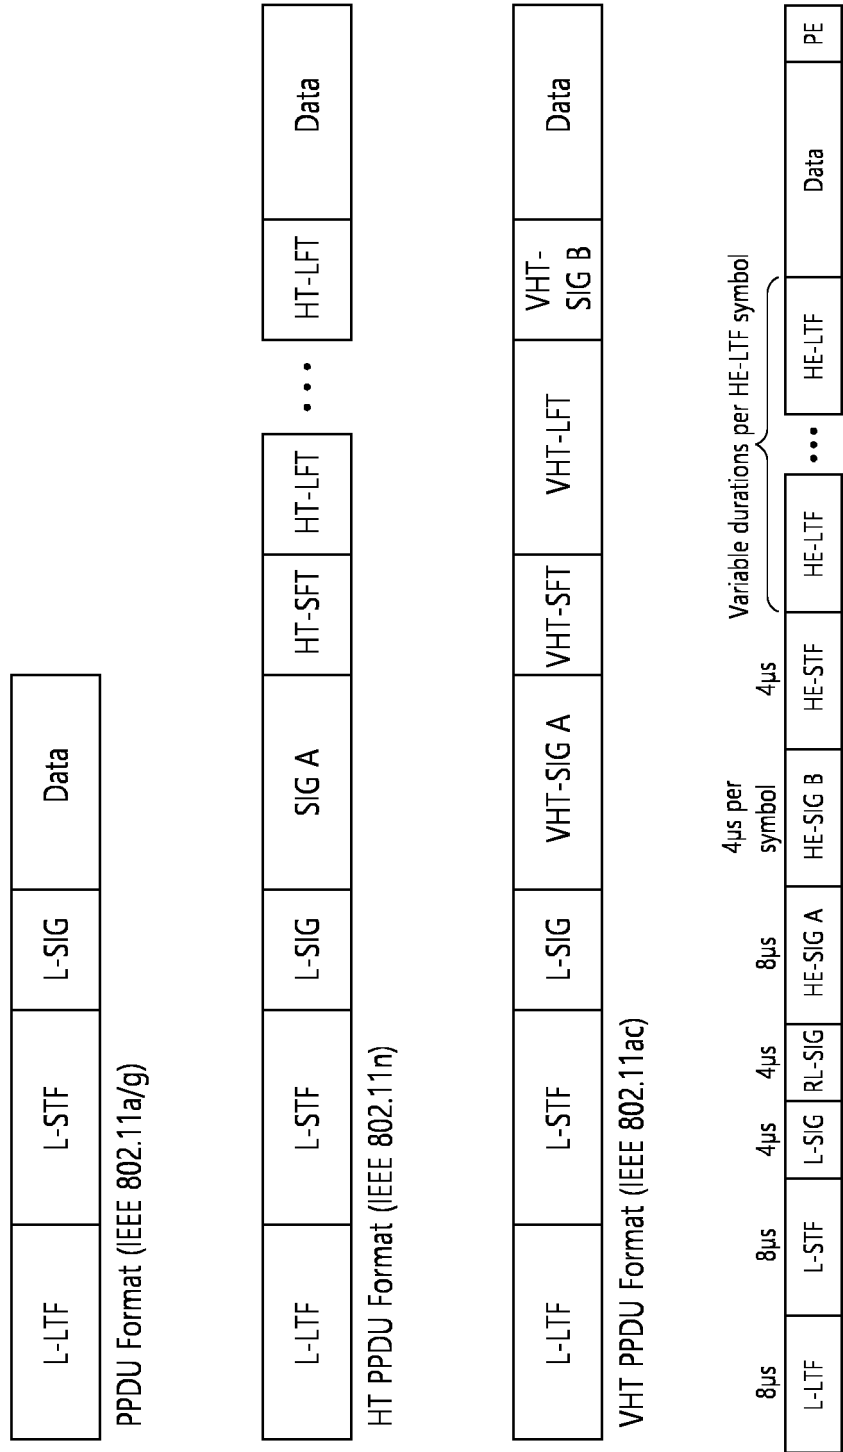 L-LTF L-STF L-SIG Data
PPDU Format (IEEE 802.11a/g)
L-LTF L-STF L-SIG SIG A HT-SFT HT-LFT ••• HT-LFT Data
HT PPDU Format (IEEE 802.11n)
L-LTF L-STF L-SIG VHT-SIG A VHT-SFT VHT-LFT VHT-
SIG B Data
VHT PPDU Format (IEEE 802.11ac)
8µs 8µs 4µs 4µs 8µs 4µs per
symbol 4µs Variable durations per HE-LTF symbol
L-LTF L-STF L-SIG RL-SIG HE-SIG A HE-SIG B HE-STF HE-LTF ••• HE-LTF Data PE